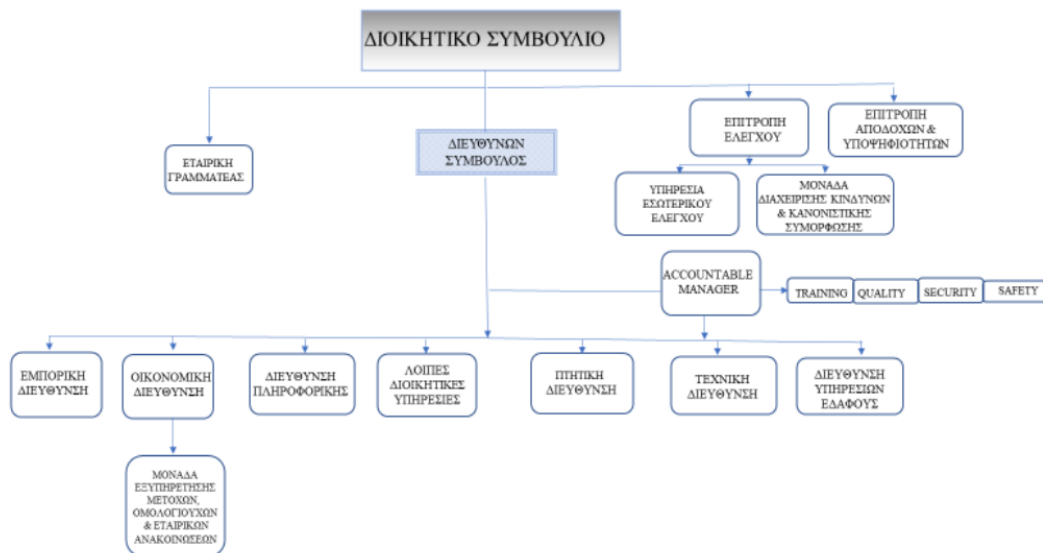 ΔΙΟΙΚΗΤΙΚΟ ΣΥΜΒΟΥΛΙΟ
ΕΤΑΙΡΙΚΗ
ΓΡΑΜΜΑΤΕΑΣ
ΔΙΕΥΘΥΝΩΝ
ΣΥΜΒΟΥΛΟΣ
ΕΠΙΤΡΟΠΗ
ΕΛΕΓΧΟΥ
ΕΠΙΤΡΟΠΗ
ΑΠΟΔΟΧΩΝ &
ΥΠΟΨΗΦΙΟΤΗΤΩΝ
ΥΠΗΡΕΣΙΑ
ΕΣΩΤΕΡΙΚΟΥ
ΕΛΕΓΧΟΥ
ΜΟΝΑΔΑ
ΔΙΑΧΕΙΡΙΣΗΣ ΚΙΝΔΥΝΩΝ
& ΚΑΝΟΝΙΣΤΙΚΗΣ
ΣΥΜΟΡΦΩΣΗΣ
ACCOUNTABLE
MANAGER
TRAINING
QUALITY
SECURITY
SAFETY
ΕΜΠΟΡΙΚΗ
ΔΙΕΥΘΥΝΣΗ
ΟΙΚΟΝΟΜΙΚΗ
ΔΙΕΥΘΥΝΣΗ
ΔΙΕΥΘΥΝΣΗ
ΠΛΗΡΟΦΟΡΙΚΗΣ
ΛΟΙΠΕΣ
ΔΙΟΙΚΗΤΙΚΕΣ
ΥΠΗΡΕΣΙΕΣ
ΠΤΗΤΙΚΗ
ΔΙΕΥΘΥΝΣΗ
ΤΕΧΝΙΚΗ
ΔΙΕΥΘΥΝΣΗ
ΔΙΕΥΘΥΝΣΗ
ΥΠΗΡΕΣΙΩΝ
ΕΔΑΦΟΥΣ
ΜΟΝΑΔΑ
ΕΞΥΠΗΡΕΤΗΣΗΣ
ΜΕΤΟΧΩΝ,
ΟΜΟΛΟΓΙΟΥΧΩΝ
& ΕΤΑΙΡΙΚΩΝ
ΑΝΑΚΟΙΝΩΣΕΩΝ